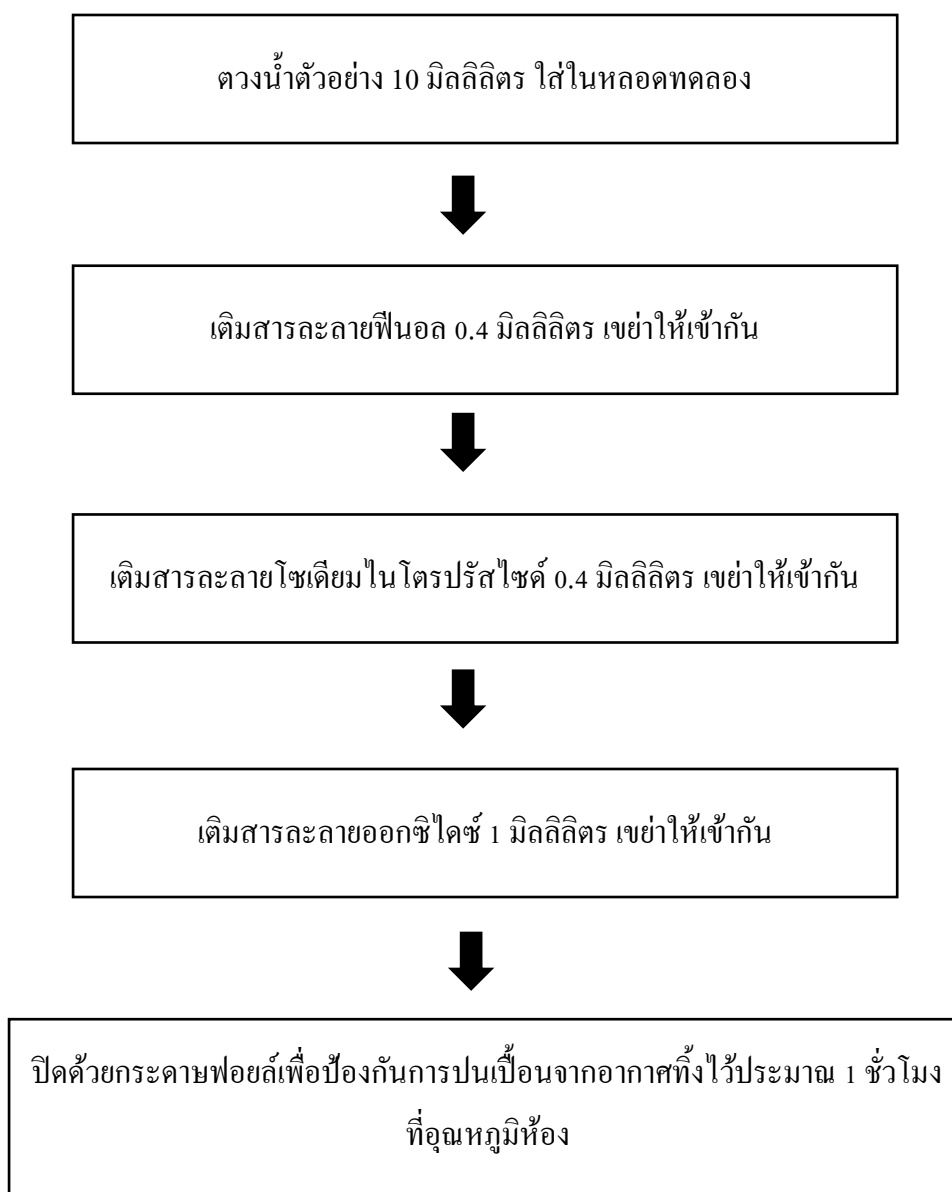 ตวงน้ำตัวอย่าง 10 มิลลิลิตร ใส่ในหลอดทดลอง
เติมสารละลายฟีนอล 0.4 มิลลิลิตร เขย่าให้เข้ากัน
เติมสารละลายโซเดียมไนโตรปรัสไซด์ 0.4 มิลลิลิตร เขย่าให้เข้ากัน
เติมสารละลายออกซิไดซ์ 1 มิลลิลิตร เขย่าให้เข้ากัน
ปิดด้วยกระดาษฟอยล์เพื่อป้องกันการปนเปื้อนจากอากาศทิ้งไว้ประมาณ 1 ชั่วโมง
ที่อุณหภูมิห้อง